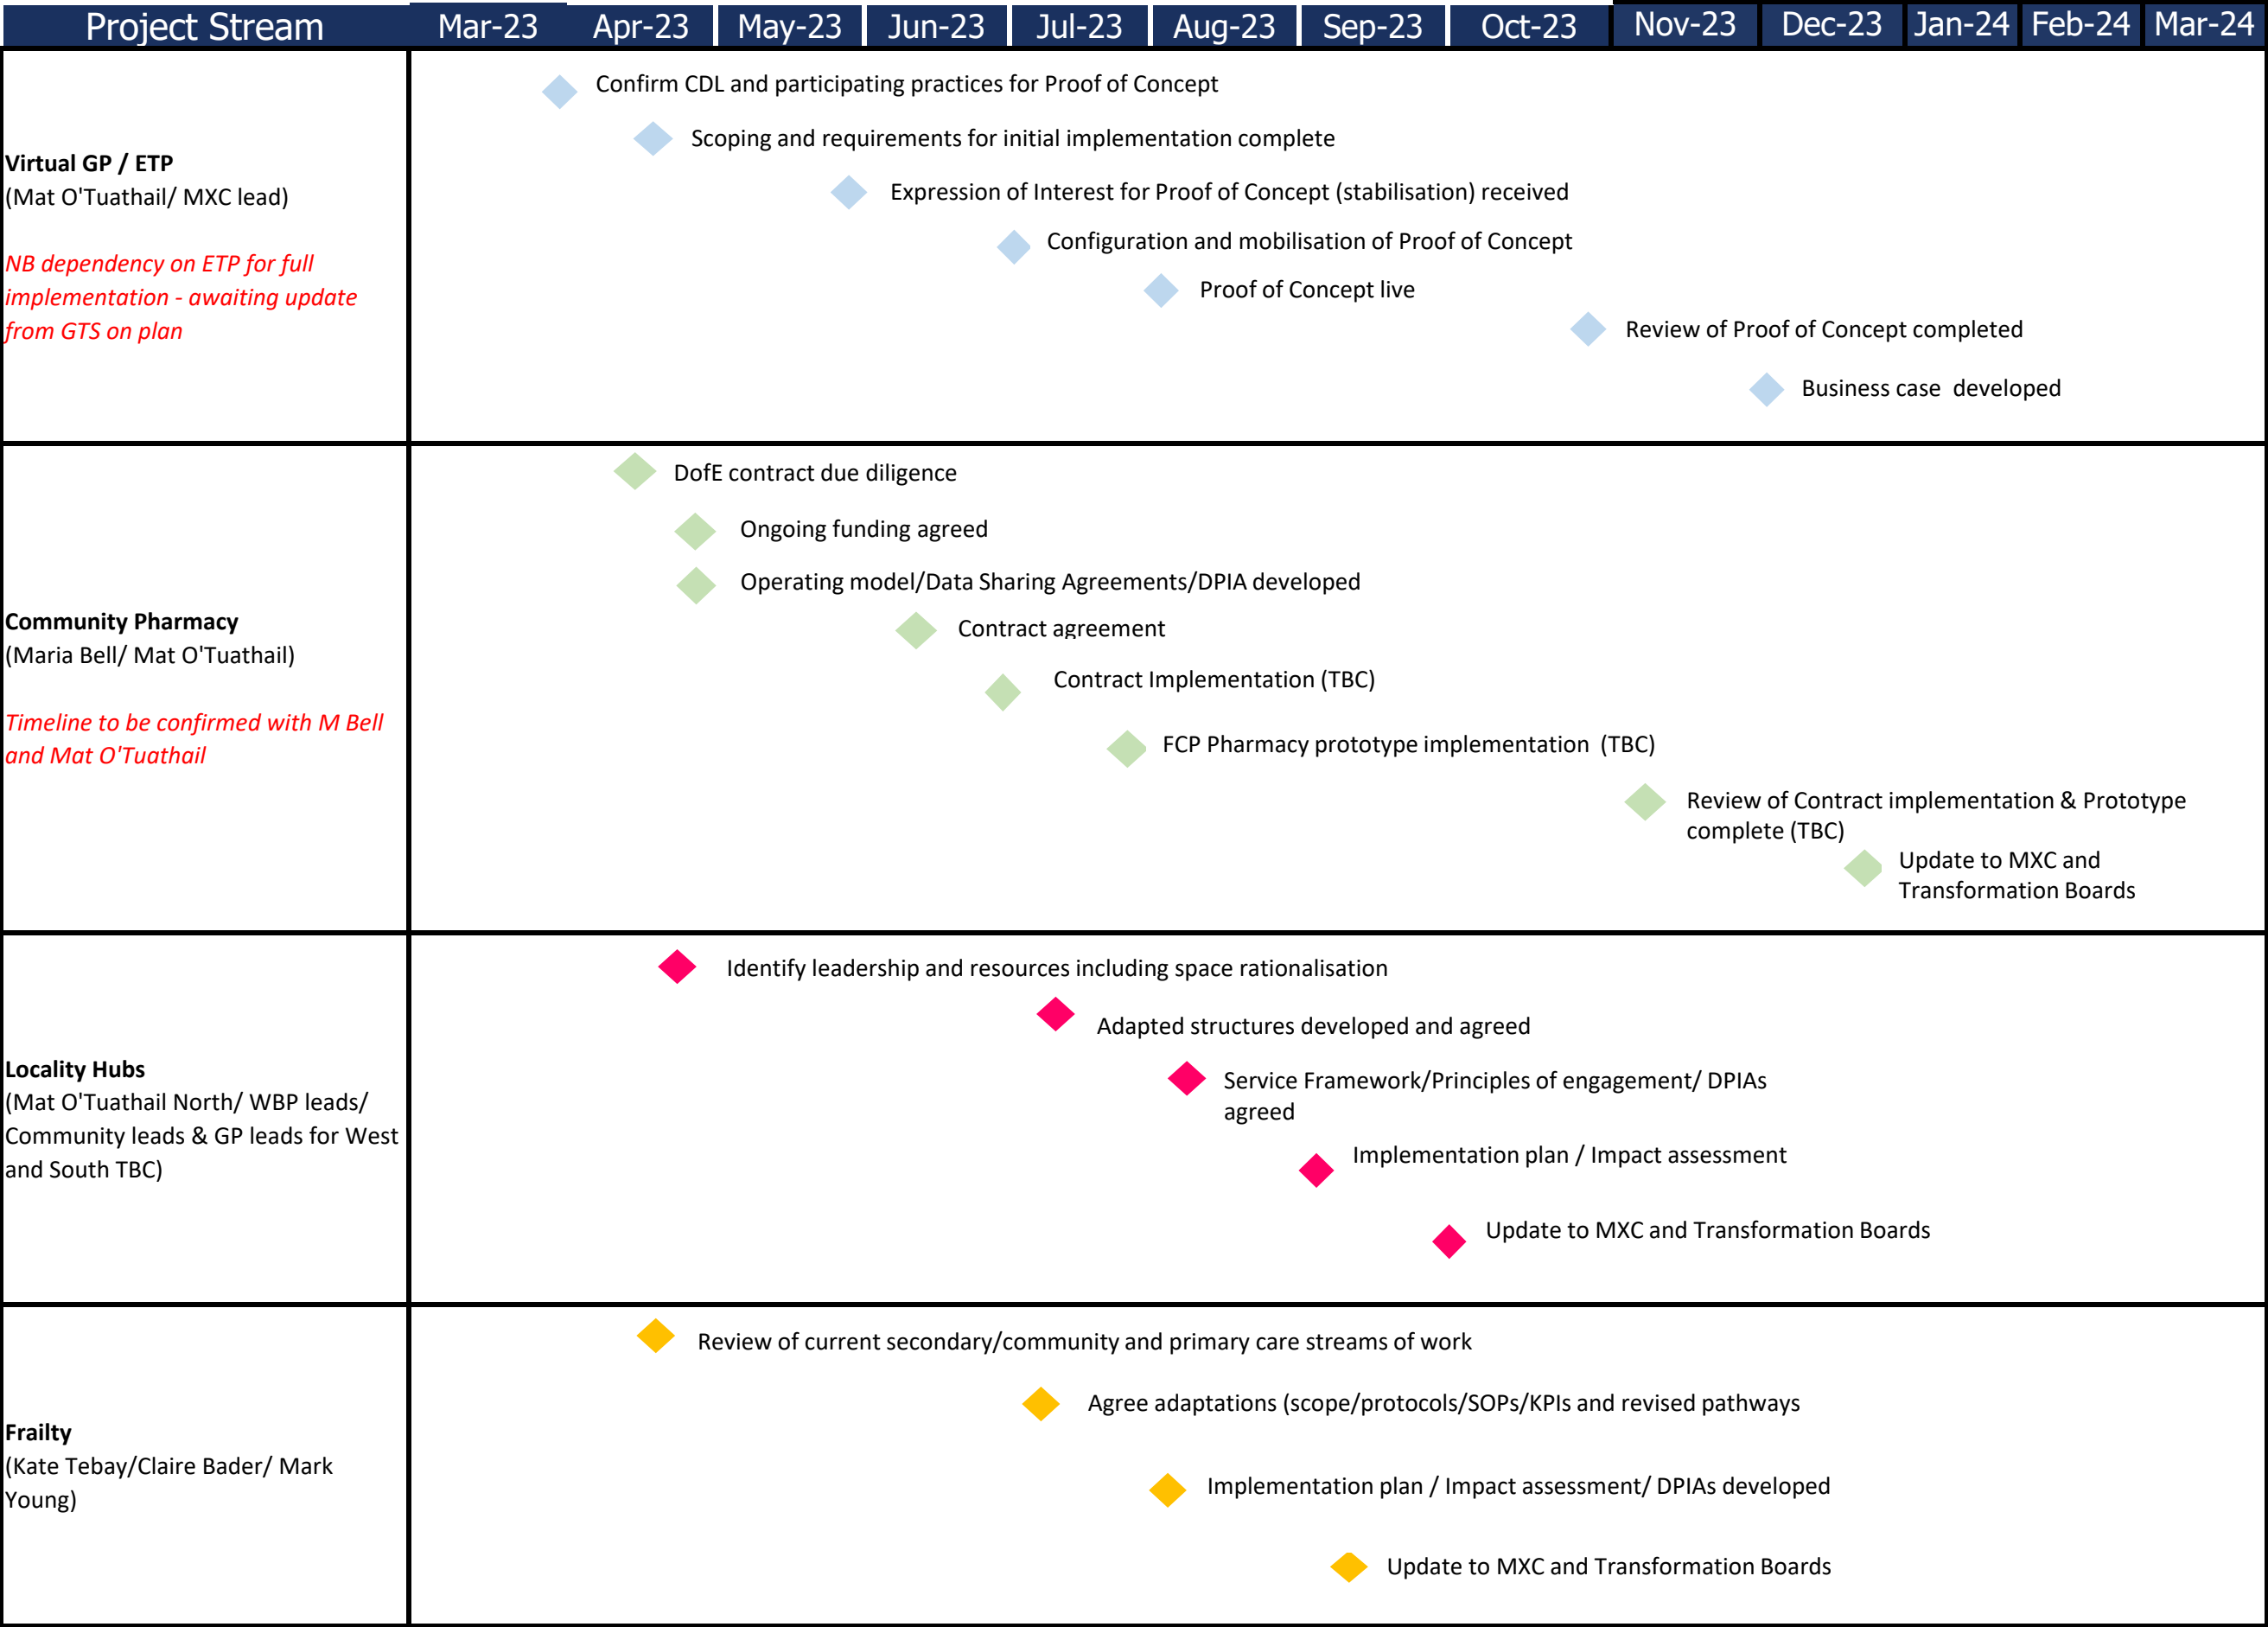 Project Stream Mar-23 Apr-23 May-23 Jun-23 Jul-23 Aug-23 Sep-23 Oct-23 Nov-23 Dec-23 Jan-24 Feb-24 Mar-24
Virtual GP / ETP
(Mat O'Tuathail/ MXC lead)
NB dependency on ETP for full
implementation - awaiting update
from GTS on plan
Confirm CDL and participating practices for Proof of Concept
Scoping and requirements for initial implementation complete
Expression of Interest for Proof of Concept (stabilisation) received
Configuration and mobilisation of Proof of Concept
Proof of Concept live
Review of Proof of Concept completed
Business case  developed
Community Pharmacy
(Maria Bell/ Mat O'Tuathail)
Timeline to be confirmed with M Bell
and Mat O'Tuathail
DofE contract due diligence
Ongoing funding agreed
Operating model/Data Sharing Agreements/DPIA developed
Contract agreement
Contract Implementation (TBC)
FCP Pharmacy prototype implementation  (TBC)
Review of Contract implementation & Prototype
complete (TBC)
Update to MXC and
Transformation Boards
Locality Hubs
(Mat O'Tuathail North/ WBP leads/
Community leads & GP leads for West
and South TBC)
Identify leadership and resources including space rationalisation
Adapted structures developed and agreed
Service Framework/Principles of engagement/ DPIAs
agreed
Implementation plan / Impact assessment
Update to MXC and Transformation Boards
Frailty
(Kate Tebay/Claire Bader/ Mark
Young)
Review of current secondary/community and primary care streams of work
Agree adaptations (scope/protocols/SOPs/KPIs and revised pathways
Implementation plan / Impact assessment/ DPIAs developed
Update to MXC and Transformation Boards